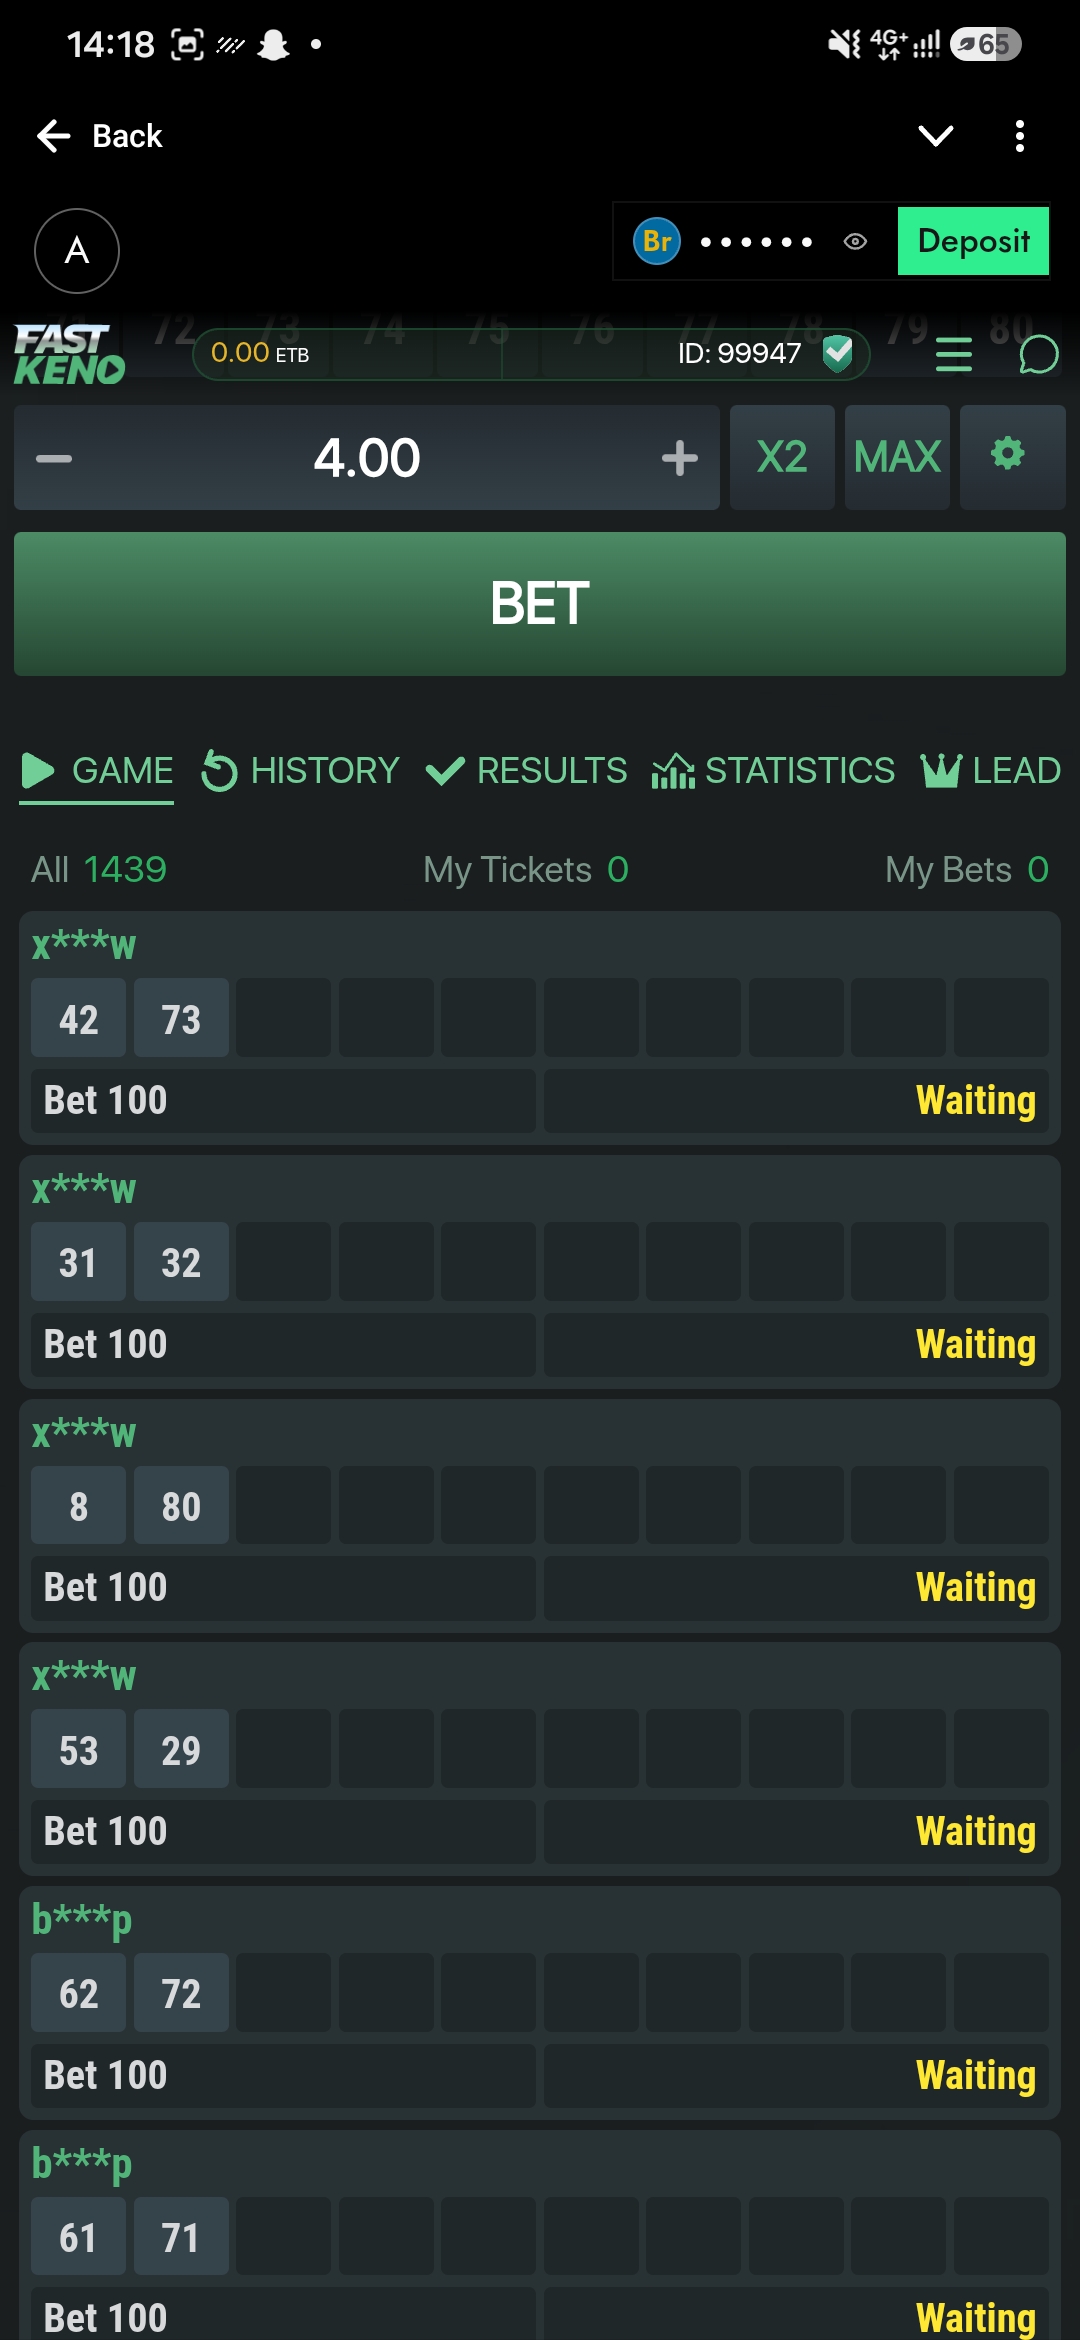 14:18 4G+ 65
Back
A Br •••••• Deposit
72 73 74 75 76 77 78 79 80
FAST
KENO
0.00 ETB ID: 99947
4.00 X2 MAX
BET
GAME HISTORY RESULTS STATISTICS LEAD
All 1439 My Tickets 0 My Bets 0
x***w
42 73
Bet 100 Waiting
x***w
31 32
Bet 100 Waiting
x***w
8 80
Bet 100 Waiting
x***w
53 29
Bet 100 Waiting
b***p
62 72
Bet 100 Waiting
b***p
61 71
Bet 100 Waiting